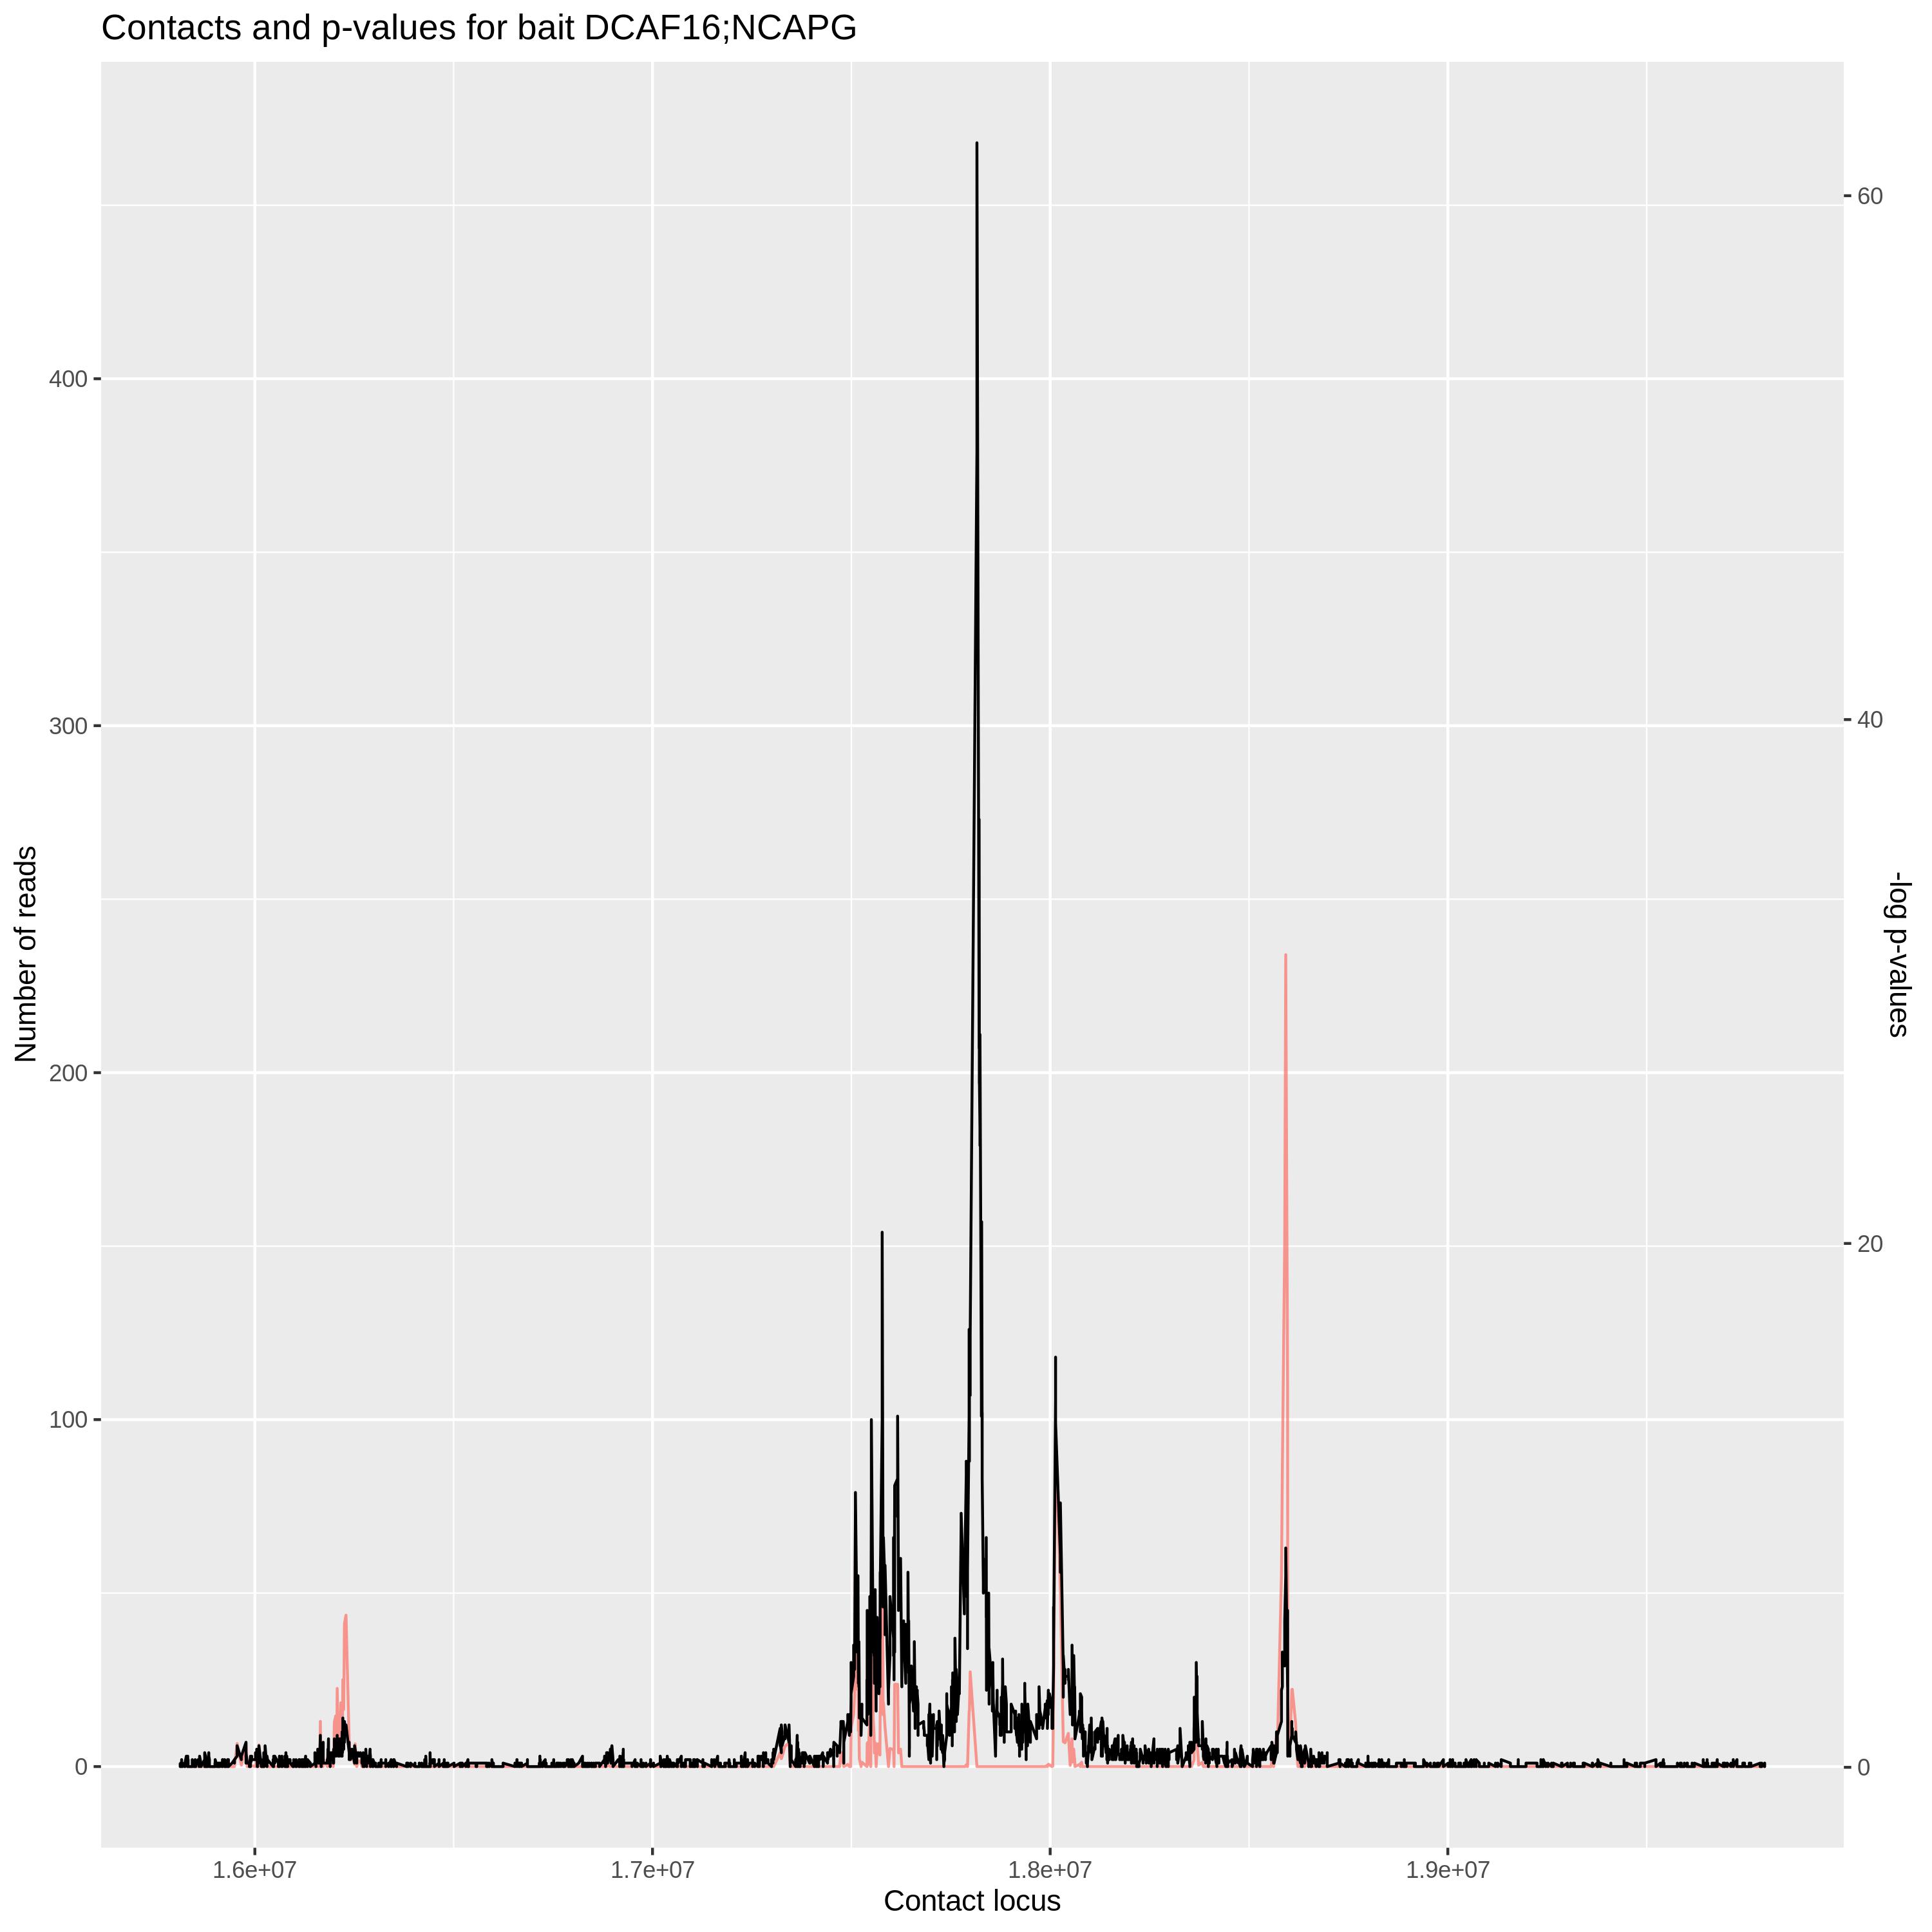 Contacts and p-values for bait DCAF16;NCAPG
Number of reads
400
300
200
100
0
60
40
20
0
-log p-values
1.6e+07 1.7e+07 1.8e+07 1.9e+07
Contact locus